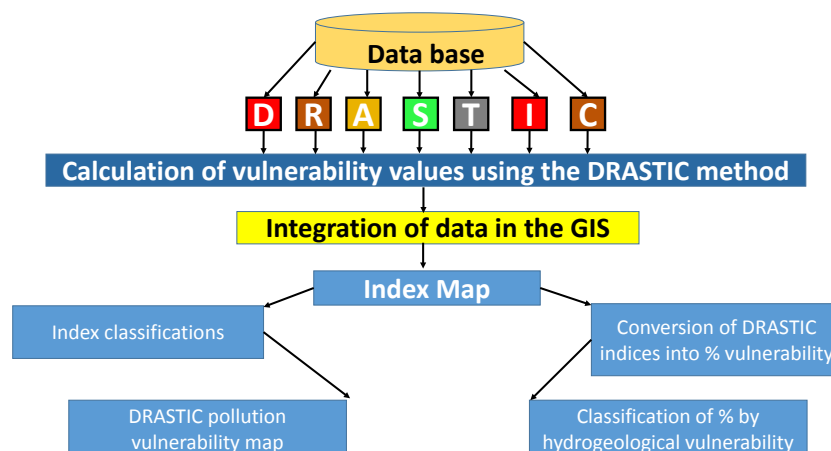 Data base
D R A S T I C
Calculation of vulnerability values using the DRASTIC method
Integration of data in the GIS
Index Map
Index classifications
Conversion of DRASTIC
indices into % vulnerability
DRASTIC pollution
vulnerability map
Classification of % by
hydrogeological vulnerability